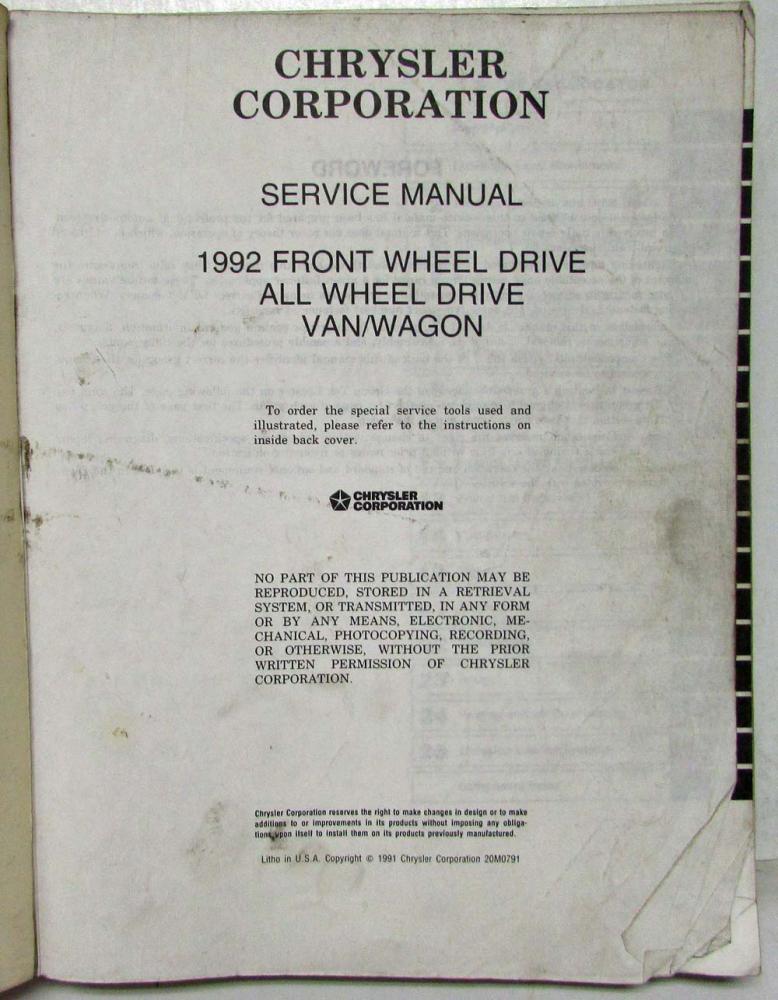 CHRYSLER
CORPORATION
SERVICE MANUAL
1992 FRONT WHEEL DRIVE
ALL WHEEL DRIVE
VAN/WAGON
To order the special service tools used and
illustrated, please refer to the instructions on
inside back cover.
CHRYSLER
CORPORATION
NO PART OF THIS PUBLICATION MAY BE
REPRODUCED, STORED IN A RETRIEVAL
SYSTEM, OR TRANSMITTED, IN ANY FORM
OR BY ANY MEANS, ELECTRONIC, ME-
CHANICAL, PHOTOCOPYING, RECORDING,
OR OTHERWISE, WITHOUT THE PRIOR
WRITTEN PERMISSION OF CHRYSLER
CORPORATION.
Chrysler Corporation reserves the right to make changes in design or to make
additions to or improvements in its products without imposing any obliga-
tions upon itself to install them on its products previously manufactured.
Litho in U.S.A. Copyright © 1991 Chrysler Corporation 20M0791